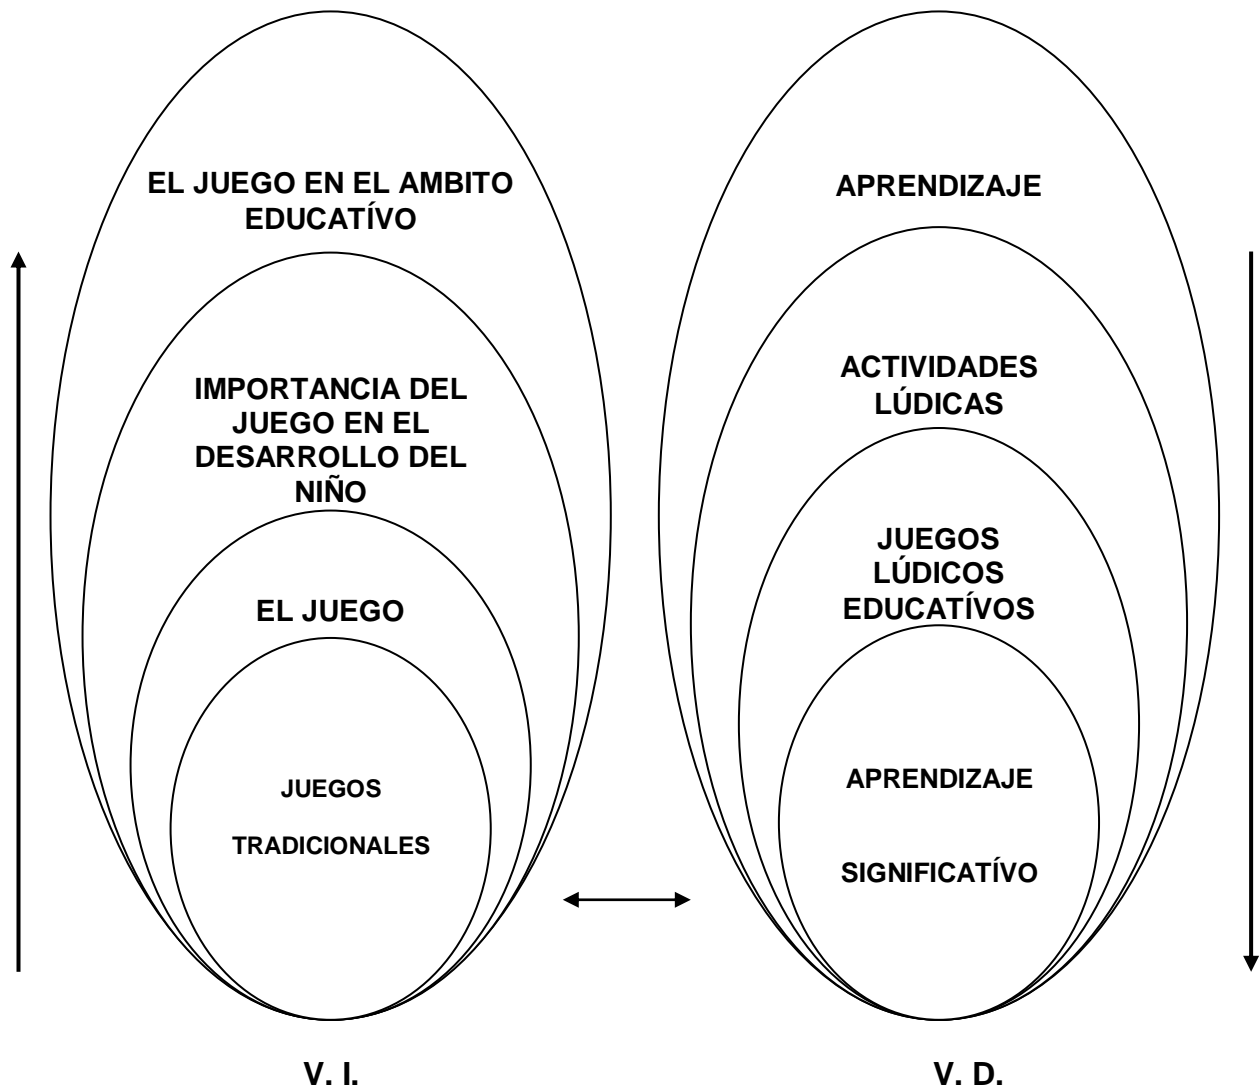 EL JUEGO EN EL AMBITO
EDUCATÍVO
IMPORTANCIA DEL
JUEGO EN EL
DESARROLLO DEL
NIÑO
EL JUEGO
JUEGOS
TRADICIONALES
V. I.
APRENDIZAJE
ACTIVIDADES
LÚDICAS
JUEGOS
LÚDICOS
EDUCATÍVOS
APRENDIZAJE
SIGNIFICATÍVO
V. D.